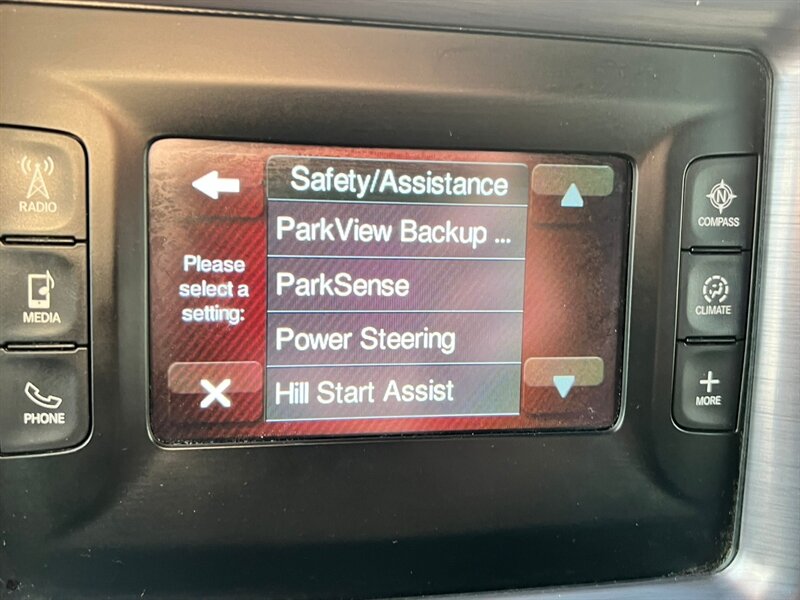 RADIO
MEDIA
PHONE
Please
select a
setting:
Safety/Assistance
ParkView Backup ...
ParkSense
Power Steering
Hill Start Assist
N
COMPASS
CLIMATE
MORE